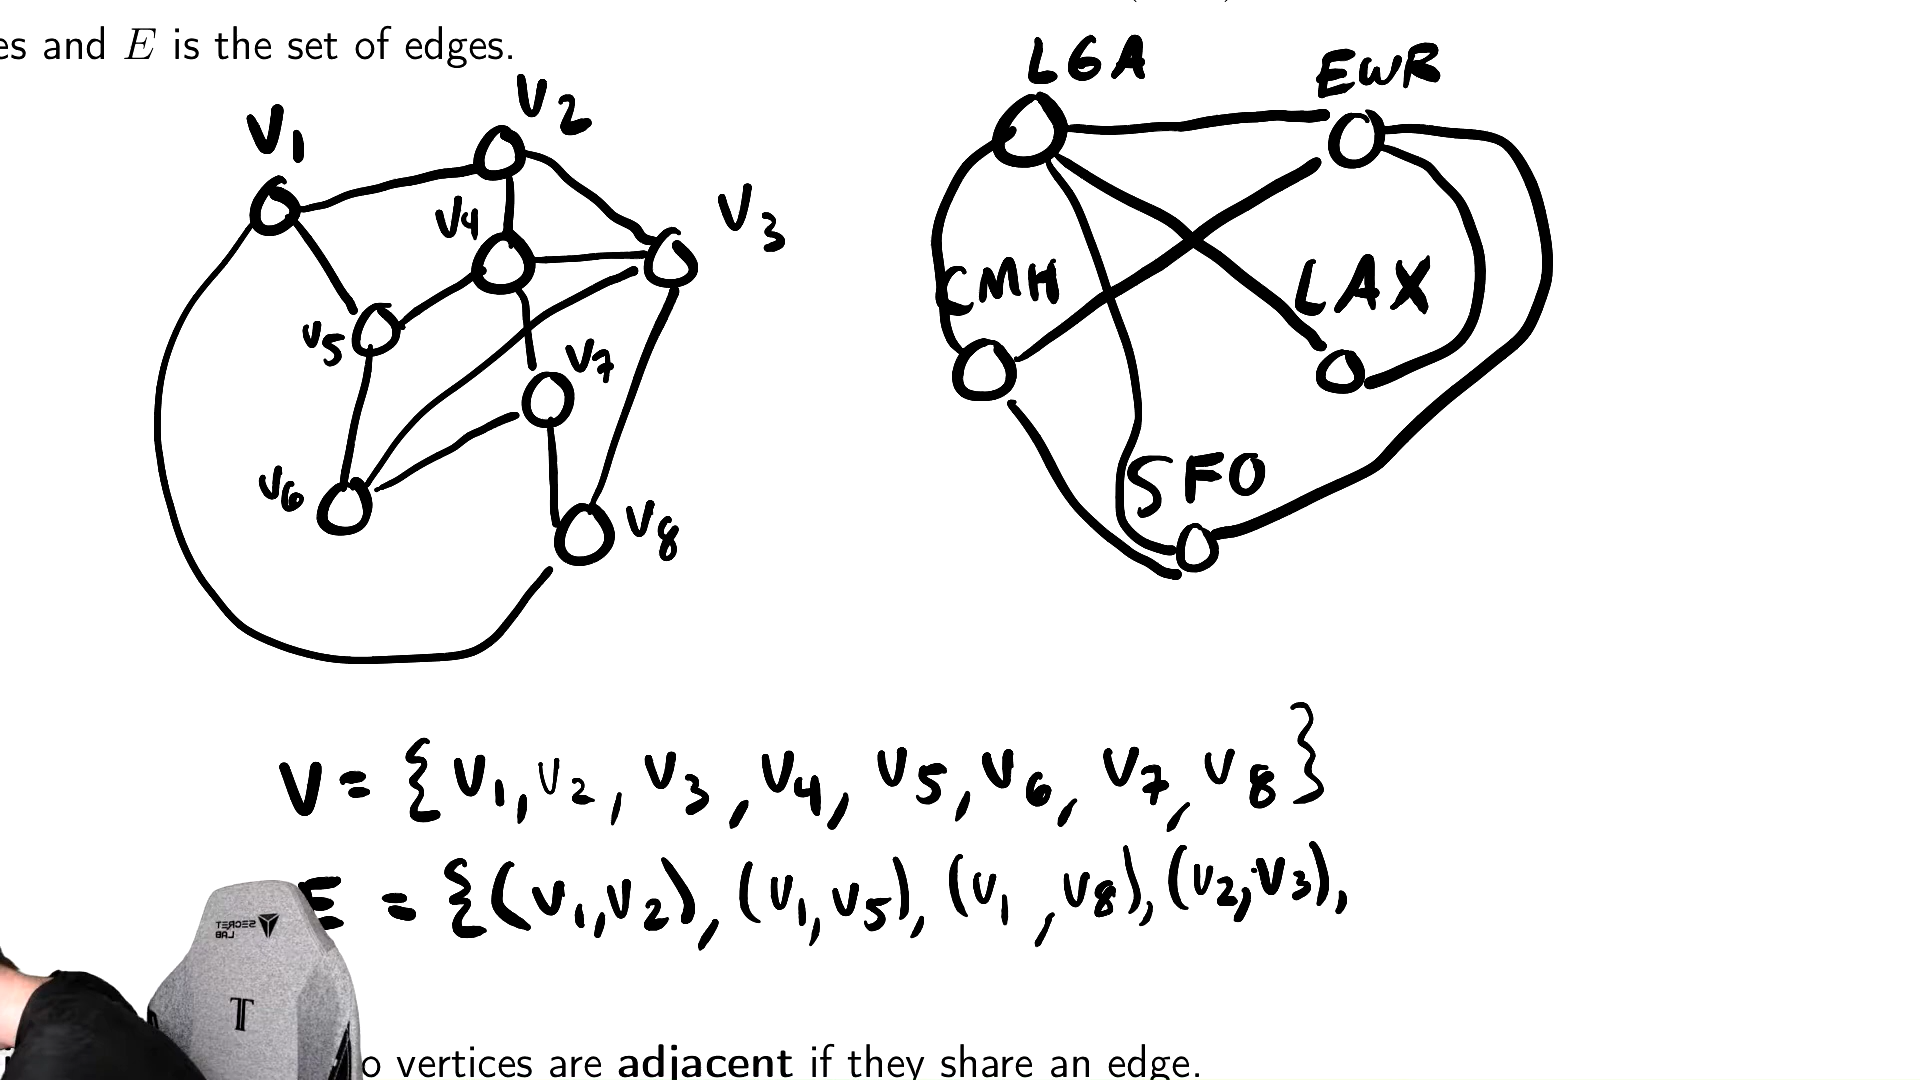 es and E is the set of edges.
V1
V2
V3
V4
V5
V6
V7
V8
LGA
EWR
CMH
LAX
SFO
V = {V1, V2, V3, V4, V5, V6, V7, V8}
E = {(V1,V2), (V1,V5), (V1,V8), (V2,V3),
SECRET
LAB
T
o vertices are adjacent if they share an edge.